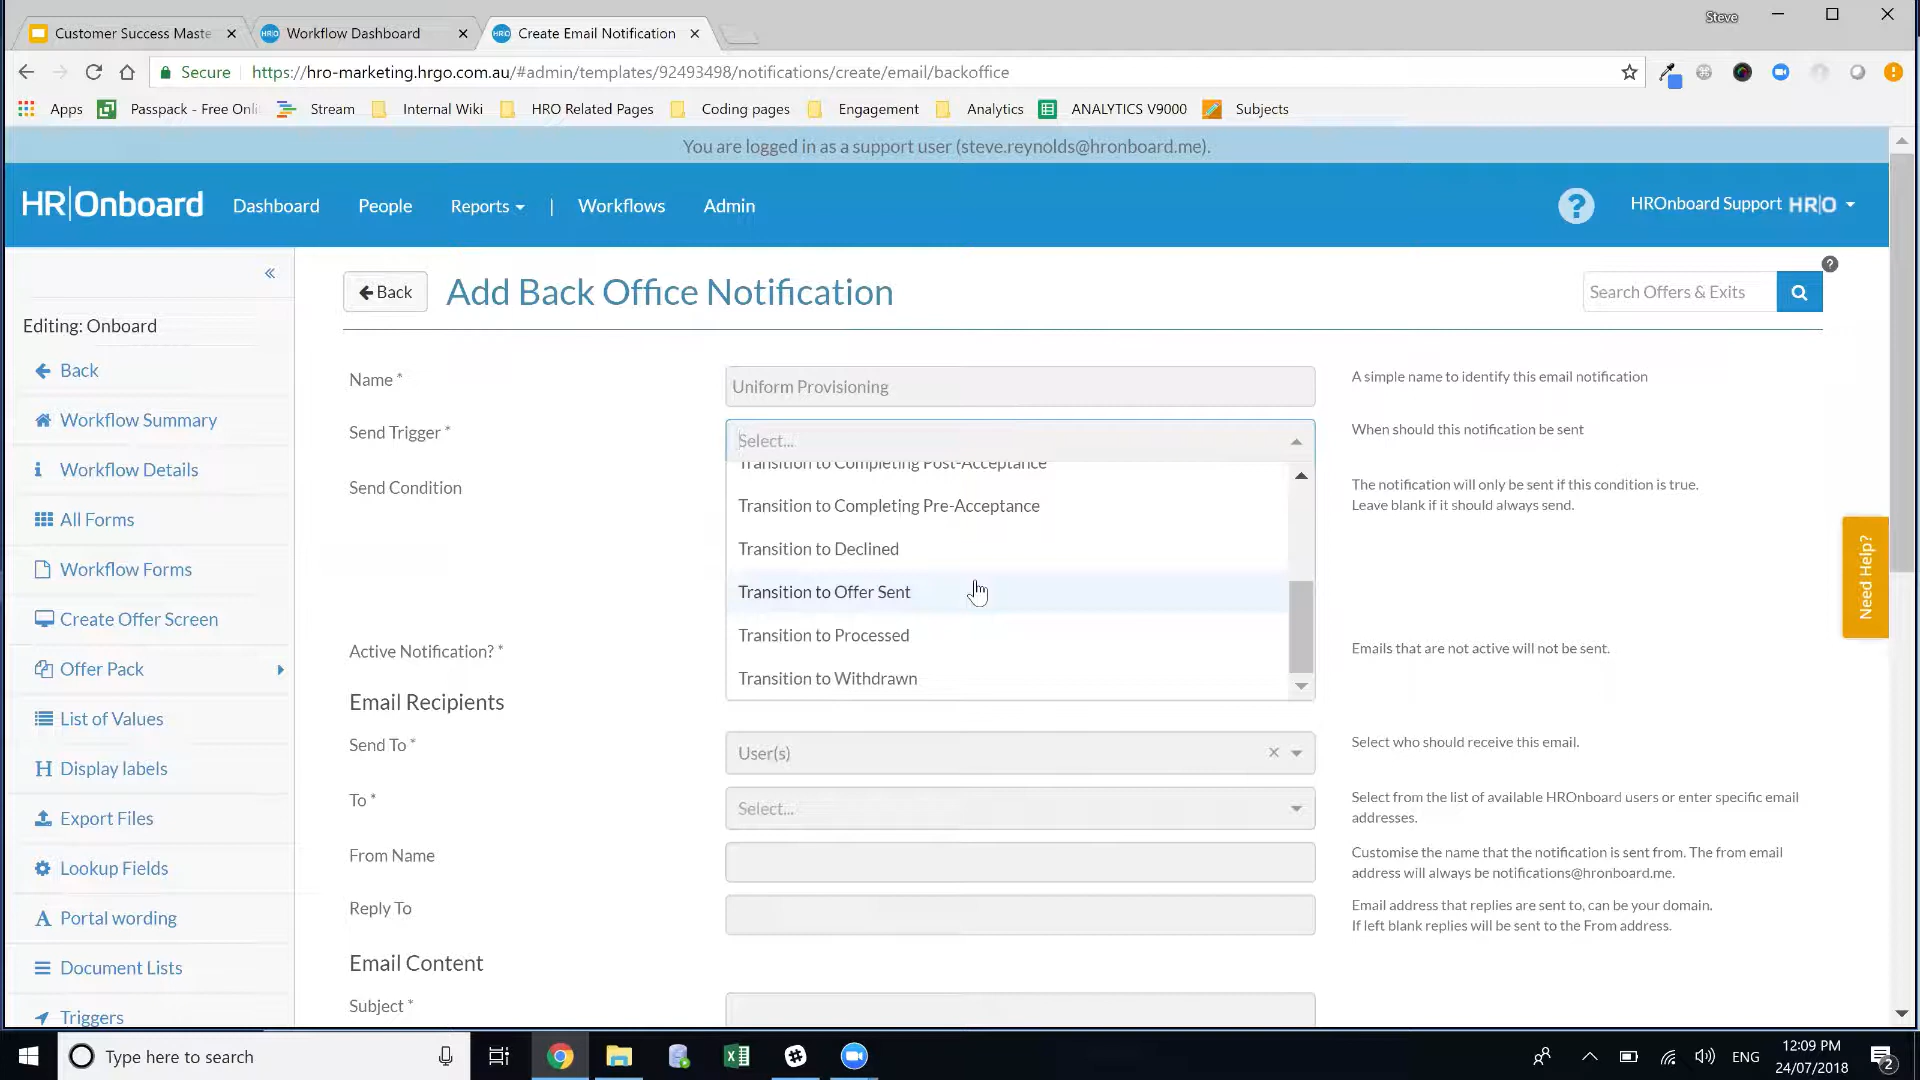 Steve
Customer Success Maste
Workflow Dashboard
Create Email Notification
Secure
https://hro-marketing.hrgo.com.au/#admin/templates/92493498/notifications/create/email/backoffice
Apps
Passpack - Free Onli
Stream
Internal Wiki
HRO Related Pages
Coding pages
Engagement
Analytics
ANALYTICS V9000
Subjects
You are logged in as a support user (steve.reynolds@hronboard.me).
HR|Onboard
Dashboard
People
Reports
|
Workflows
Admin
?
HROnboard Support HR|O
«
Editing: Onboard
Back
Workflow Summary
Workflow Details
All Forms
Workflow Forms
Create Offer Screen
Offer Pack
List of Values
Display labels
Export Files
Lookup Fields
Portal wording
Document Lists
Triggers
Back
Add Back Office Notification
Search Offers & Exits
?
Name *
Uniform Provisioning
A simple name to identify this email notification
Send Trigger *
Select...
When should this notification be sent
Transition to Completing Post-Acceptance
Transition to Completing Pre-Acceptance
Transition to Declined
Transition to Offer Sent
Transition to Processed
Transition to Withdrawn
Send Condition
The notification will only be sent if this condition is true.
Leave blank if it should always send.
Active Notification? *
Emails that are not active will not be sent.
Email Recipients
Send To *
User(s)
Select who should receive this email.
To *
Select...
Select from the list of available HROnboard users or enter specific email
addresses.
From Name
Customise the name that the notification is sent from. The from email
address will always be notifications@hronboard.me.
Reply To
Email address that replies are sent to, can be your domain.
If left blank replies will be sent to the From address.
Email Content
Subject *
Need Help?
Type here to search
ENG
12:09 PM
24/07/2018
2